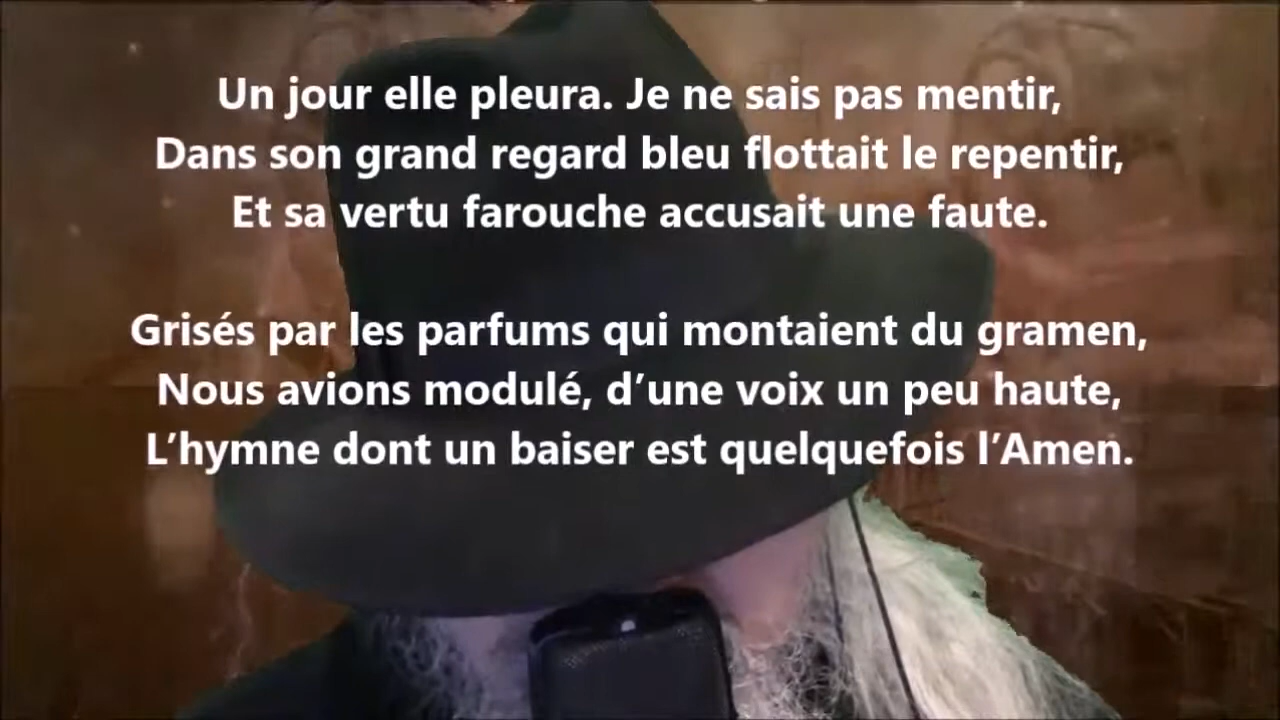 Un jour elle pleura. Je ne sais pas mentir,
Dans son grand regard bleu flottait le repentir,
Et sa vertu farouche accusait une faute.
Grisés par les parfums qui montaient du gramen,
Nous avions modulé, d’une voix un peu haute,
L’hymne dont un baiser est quelquefois l’Amen.